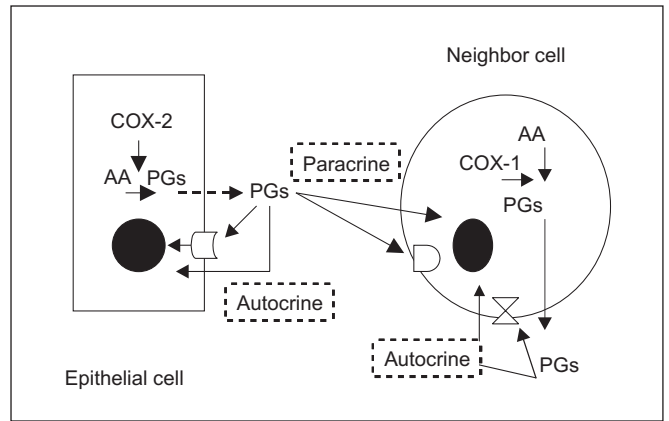 Neighbor cell
COX-2
AA PGs
PGs
Autocrine
Epithelial cell
Paracrine
AA
COX-1
PGs
Autocrine
PGs